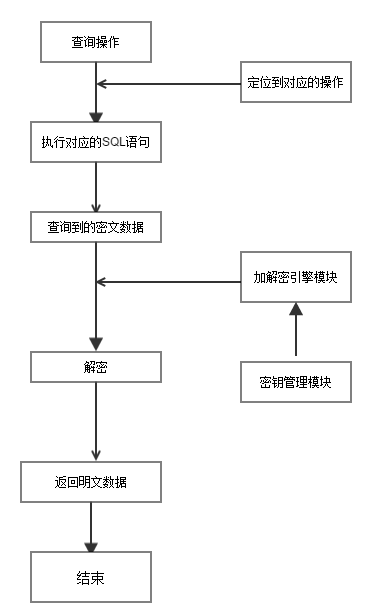 查询操作
定位到对应的操作
执行对应的SQL语句
查询到的密文数据
加解密引擎模块
解密
密钥管理模块
返回明文数据
结束